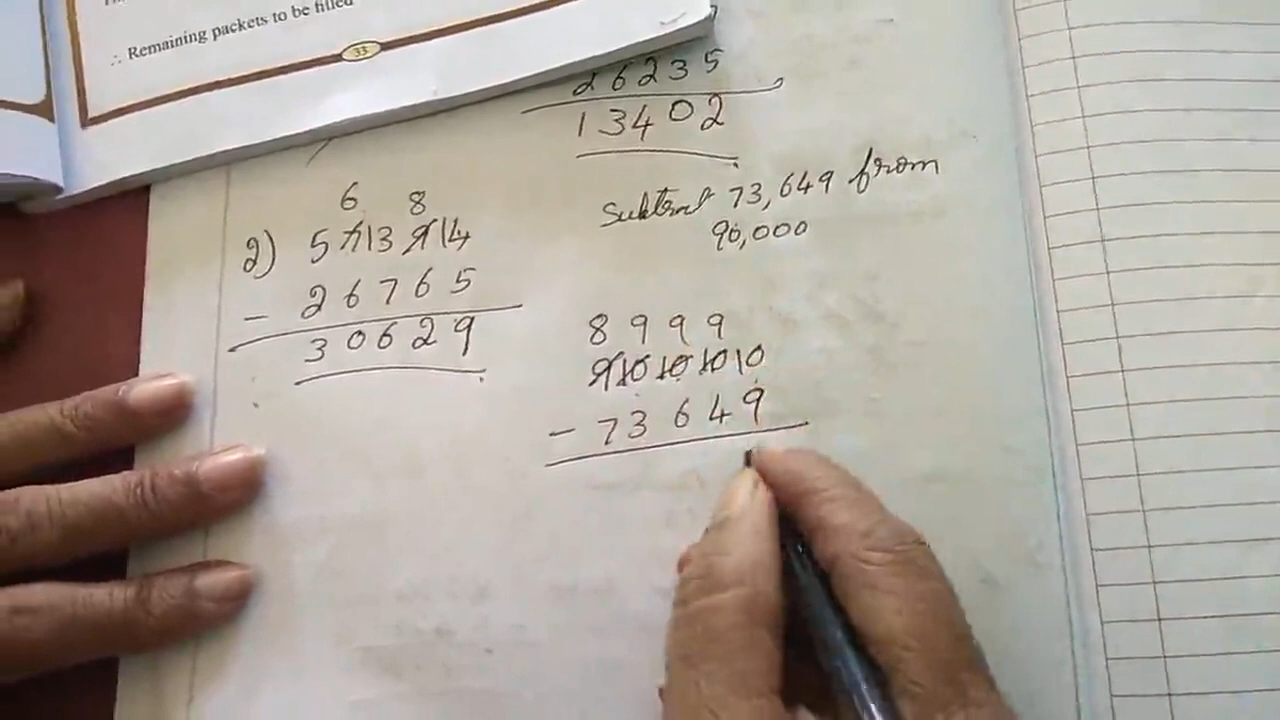 ∴ Remaining packets to be filled
33
26235
13402
6 8
2) 5 7 13 9 14
- 2 6 7 6 5
3 0 6 2 9
Subtract 73,649 from
90,000
8 9 9 9
9 10 10 10 10
- 7 3 6 4 9